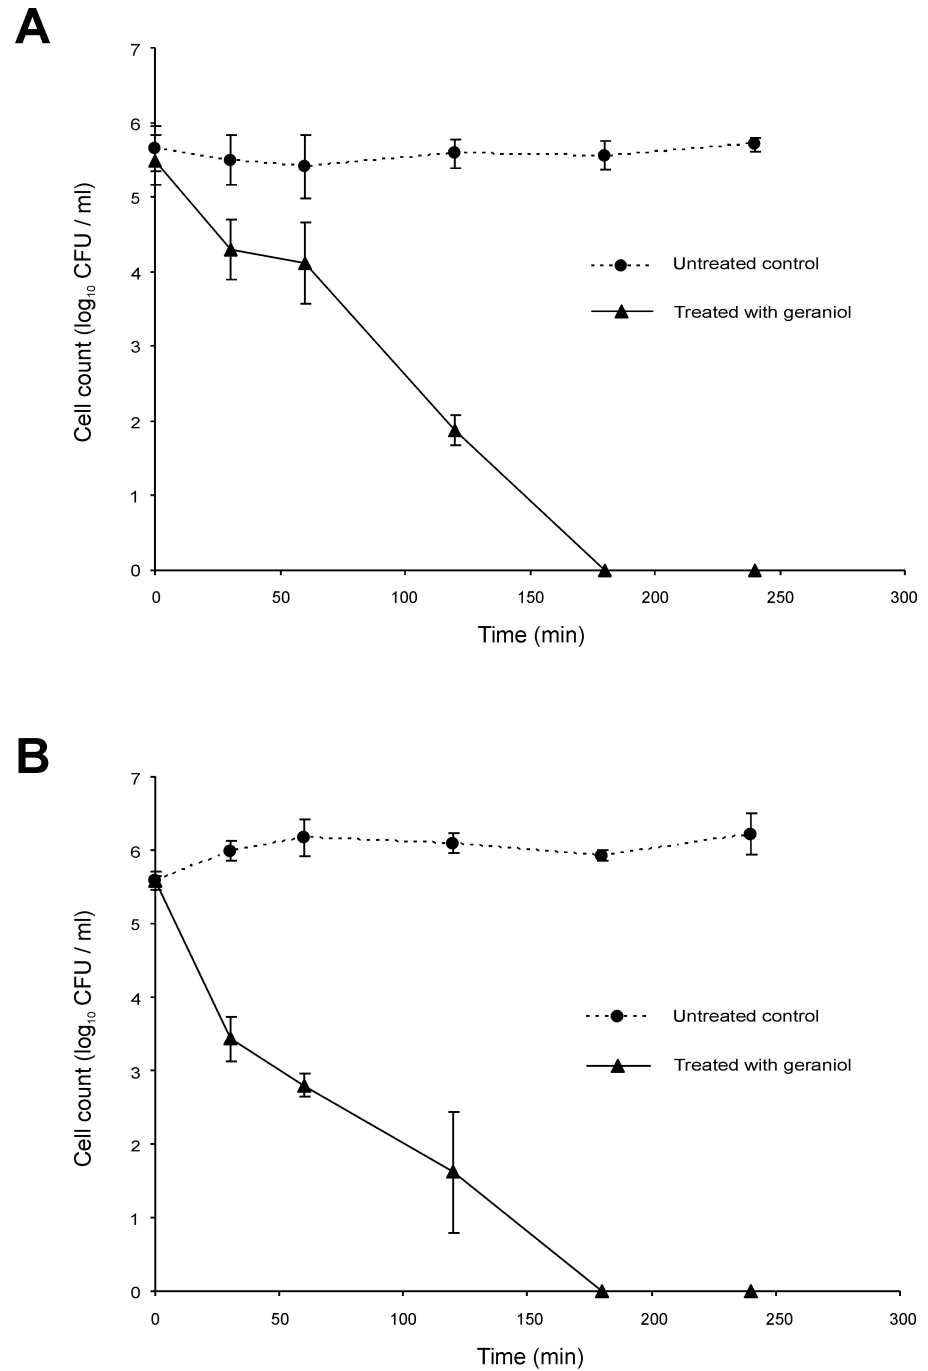 A
7
6
5
4
3
2
1
0
Cell count (log10 CFU / ml)
Untreated control
Treated with geraniol
0 50 100 150 200 250 300
Time (min)
B
7
6
5
4
3
2
1
0
Cell count (log10 CFU / ml)
Untreated control
Treated with geraniol
0 50 100 150 200 250 300
Time (min)